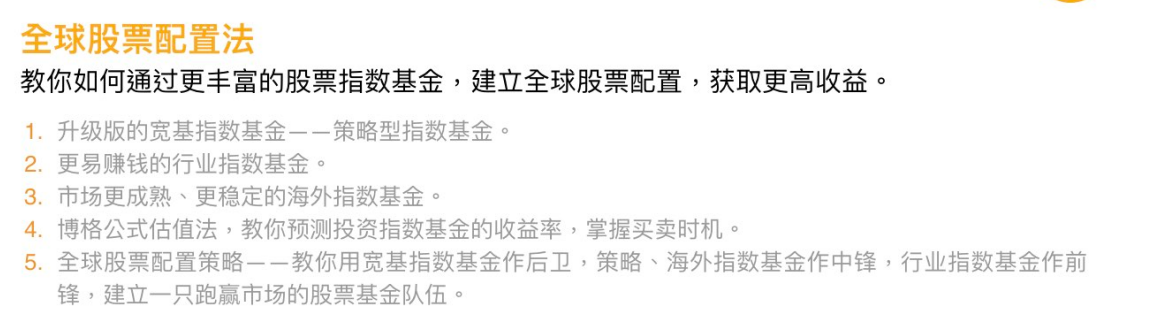 全球股票配置法
教你如何通过更丰富的股票指数基金，建立全球股票配置，获取更高收益。
1. 升级版的宽基指数基金——策略型指数基金。
2. 更易赚钱的行业指数基金。
3. 市场更成熟、更稳定的海外指数基金。
4. 博格公式估值法，教你预测投资指数基金的收益率，掌握买卖时机。
5. 全球股票配置策略——教你用宽基指数基金作后卫，策略、海外指数基金作中锋，行业指数基金作前
锋，建立一只跑赢市场的股票基金队伍。